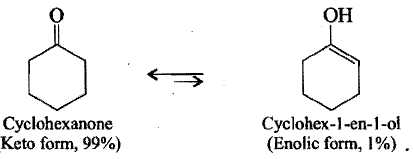 O
OH
Cyclohexanone
Keto form, 99%)
Cyclohex-1-en-1-ol
(Enolic form, 1%) .